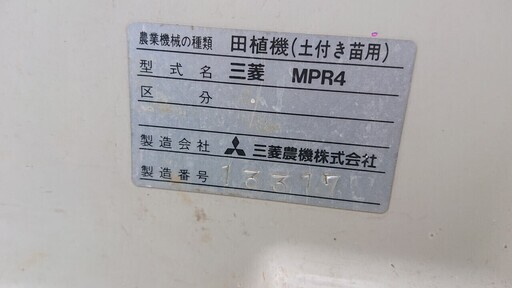 農業機械の種類 田植機(土付き苗用)
型式名 三菱 MPR4
区分
製造会社 三菱農機株式会社
製造番号